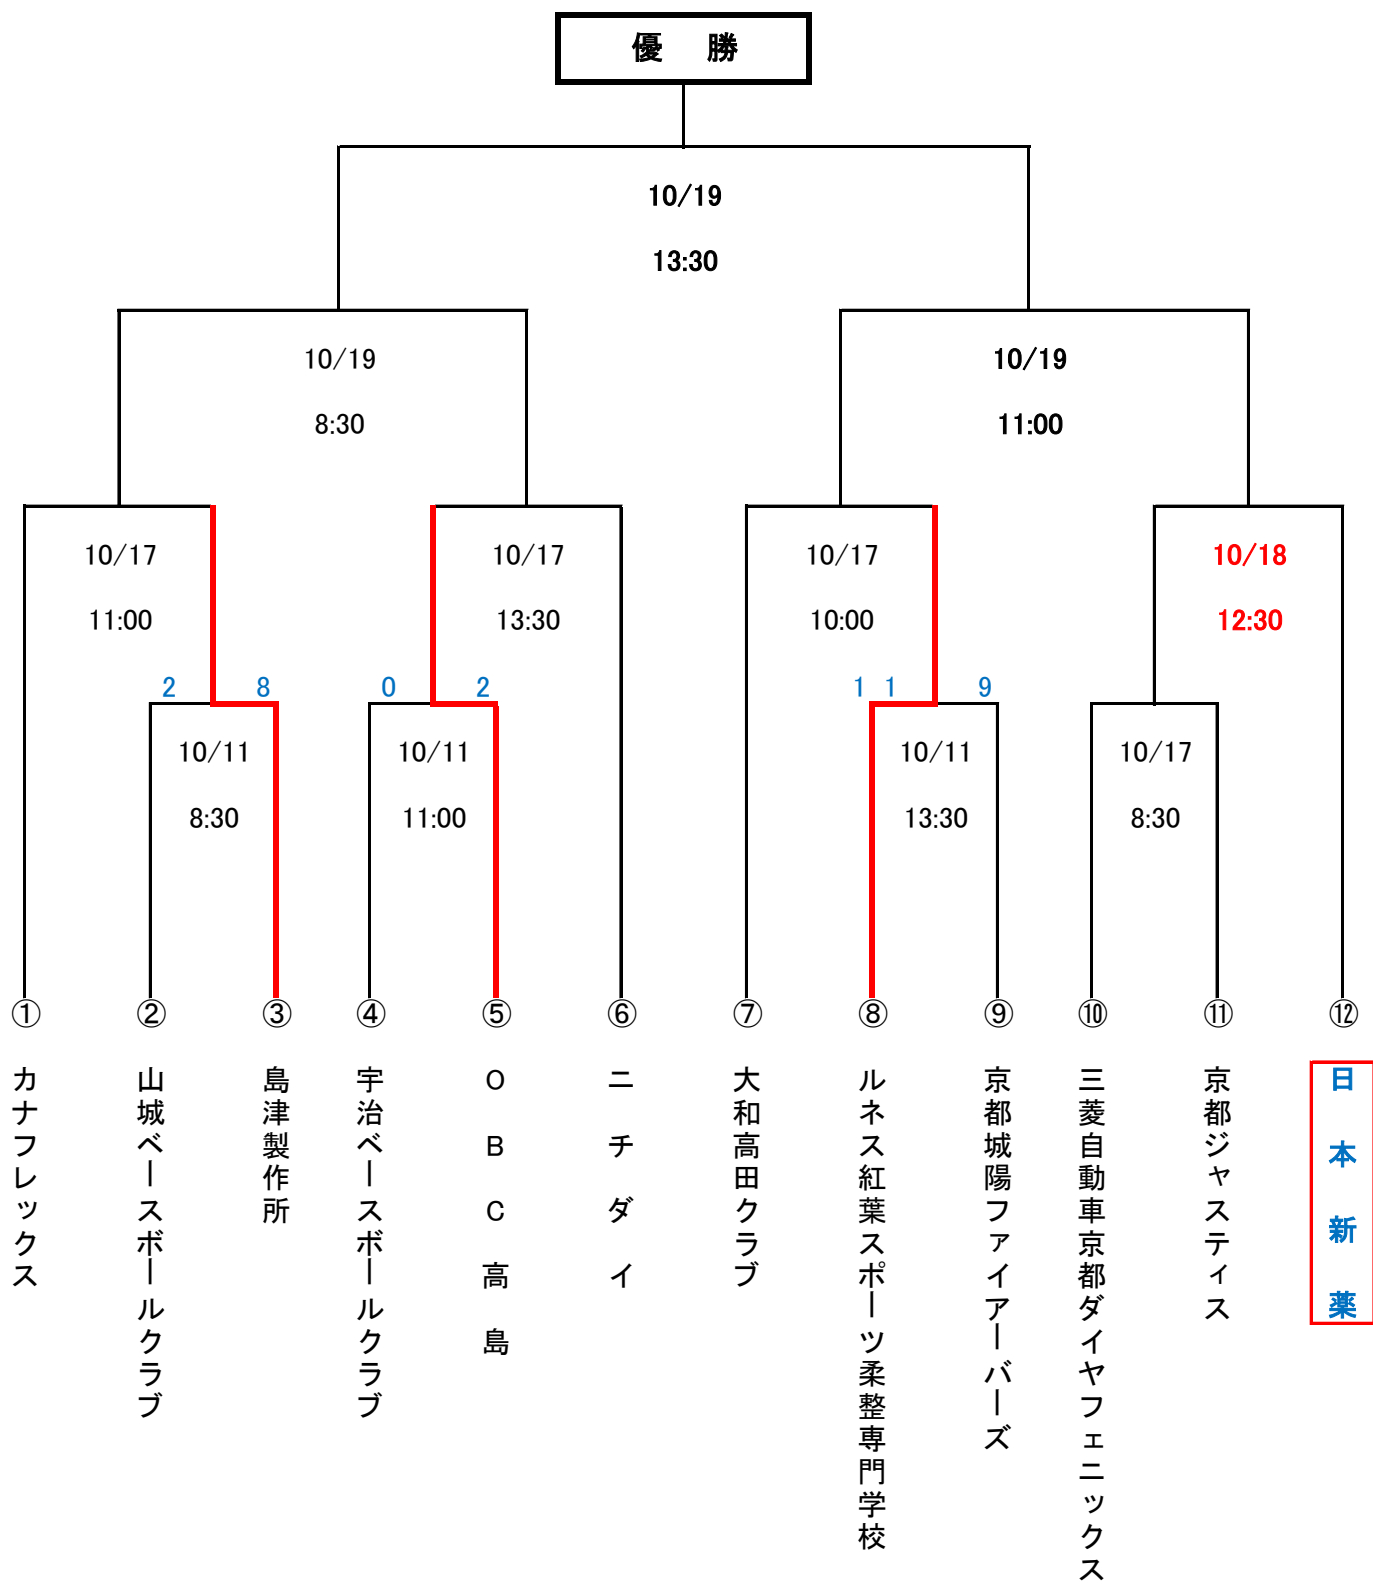 優 勝
10/19
13:30
10/19
10/19
8:30
11:00
10/17
10/17
10/17
10/18
11:00
13:30
10:00
12:30
2 8 0 2 11 9
10/11
10/11
10/11
10/17
8:30
11:00
13:30
8:30
① ② ③ ④ ⑤ ⑥ ⑦ ⑧ ⑨ ⑩ ⑪ ⑫
カナフレックス
山城ベースボールクラブ
島津製作所
宇治ベースボールクラブ
OBC高島
ニチダイ
大和高田クラブ
ルネス紅葉スポーツ柔整専門学校
京都城陽ファイアーバーズ
三菱自動車京都ダイヤフェニックス
京都ジャスティス
日本新薬